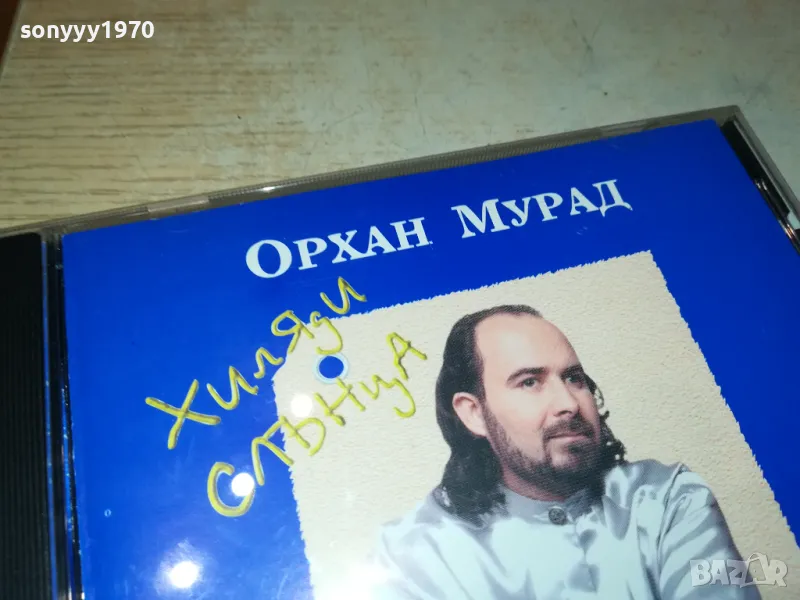 sonyyy1970
ОРХАН МУРАД
ХИЛЯДИ
СЛЪНЦА
BAZAR